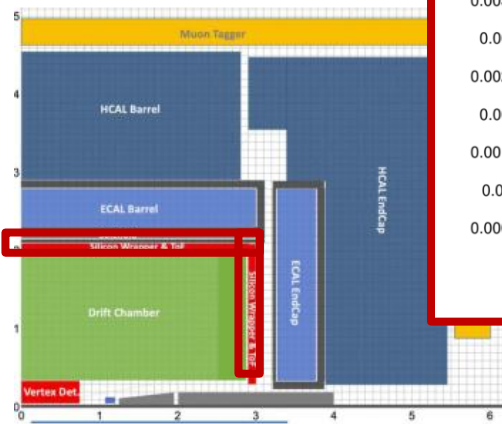 5
Muon Tagger
4
HCAL Barrel
3
HCAL EndCap
ECAL Barrel
Silicon Wrapper & ToF
ECAL EndCap
Silicon Wrapper & ToF
Drift Chamber
1
Vertex Det.
0
0 1 2 3 4 5 6